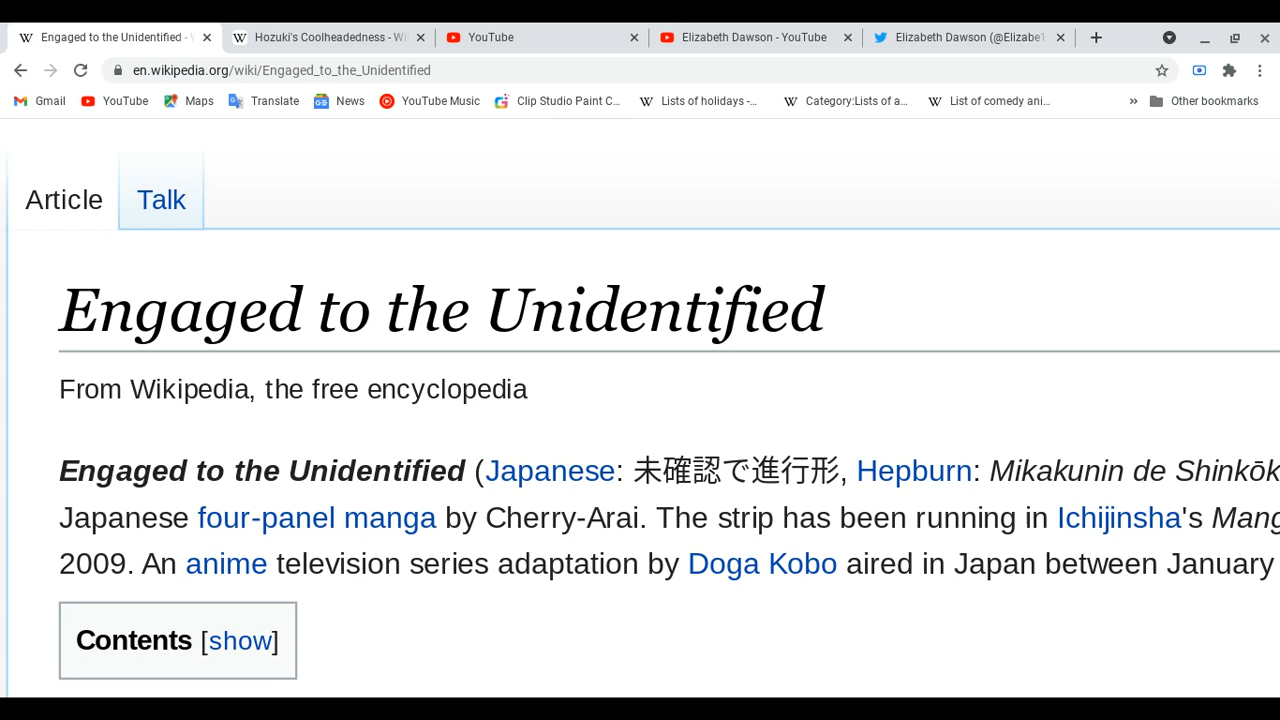 Engaged to the Unidentified - W
Hozuki's Coolheadedness - Wi
YouTube
Elizabeth Dawson - YouTube
Elizabeth Dawson (@Elizabe
en.wikipedia.org/wiki/Engaged_to_the_Unidentified
Gmail YouTube Maps Translate News YouTube Music Clip Studio Paint C... Lists of holidays -... Category:Lists of a... List of comedy ani... » Other bookmarks
Article Talk
Engaged to the Unidentified
From Wikipedia, the free encyclopedia
Engaged to the Unidentified (Japanese: 未確認で進行形, Hepburn: Mikakunin de Shinkōk
Japanese four-panel manga by Cherry-Arai. The strip has been running in Ichijinsha's Mang
2009. An anime television series adaptation by Doga Kobo aired in Japan between January
Contents [show]